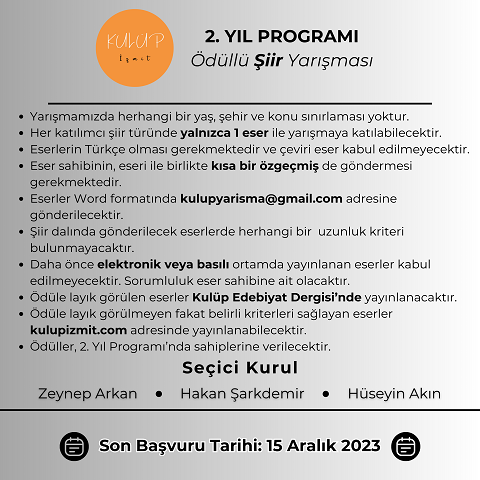 KULÜP
İzmit
2. YIL PROGRAMI
Ödüllü Şiir Yarışması
• Yarışmamızda herhangi bir yaş, şehir ve konu sınırlaması yoktur.
• Her katılımcı şiir türünde yalnızca 1 eser ile yarışmaya katılabilecektir.
• Eserlerin Türkçe olması gerekmektedir ve çeviri eser kabul edilmeyecektir.
• Eser sahibinin, eseri ile birlikte kısa bir özgeçmiş de göndermesi
gerekmektedir.
• Eserler Word formatında kulupyarisma@gmail.com adresine
gönderilecektir.
• Şiir dalında gönderilecek eserlerde herhangi bir uzunluk kriteri
bulunmayacaktır.
• Daha önce elektronik veya basılı ortamda yayınlanan eserler kabul
edilmeyecektir. Sorumluluk eser sahibine ait olacaktır.
• Ödüle layık görülen eserler Kulüp Edebiyat Dergisi’nde yayınlanacaktır.
• Ödüle layık görülmeyen fakat belirli kriterleri sağlayan eserler
kulupizmit.com adresinde yayınlanabilecektir.
• Ödüller, 2. Yıl Programı’nda sahiplerine verilecektir.
Seçici Kurul
Zeynep Arkan • Hakan Şarkdemir • Hüseyin Akın
Son Başvuru Tarihi: 15 Aralık 2023